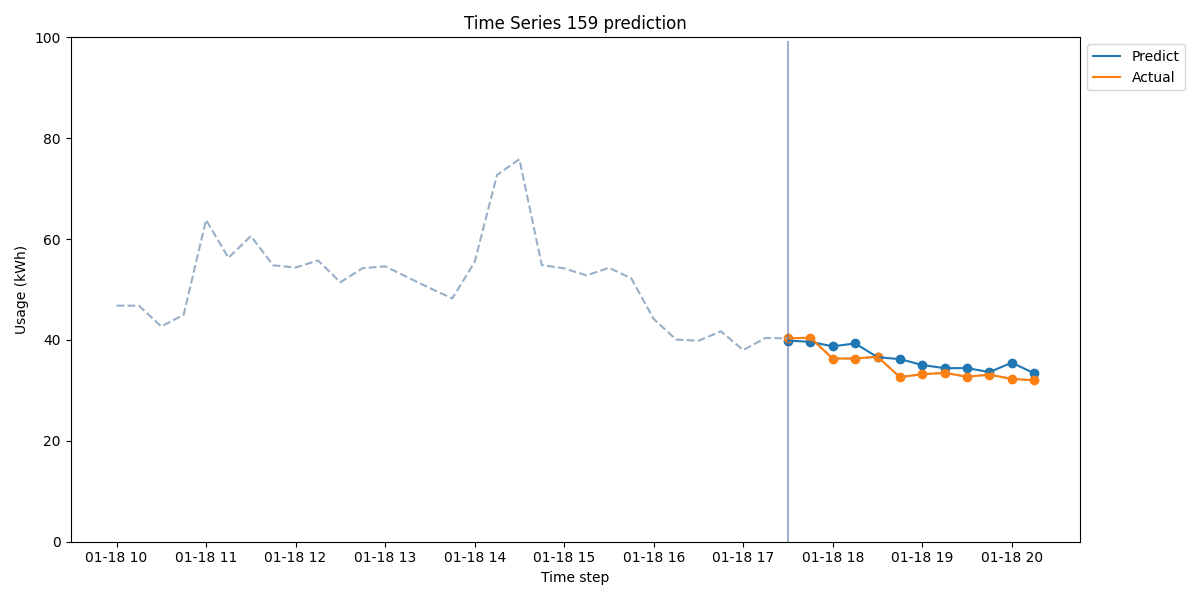 Time Series 159 prediction
100
80
60
40
20
0
Usage (kWh)
01-18 10 01-18 11 01-18 12 01-18 13 01-18 14 01-18 15 01-18 16 01-18 17 01-18 18 01-18 19 01-18 20
Time step
Predict
Actual